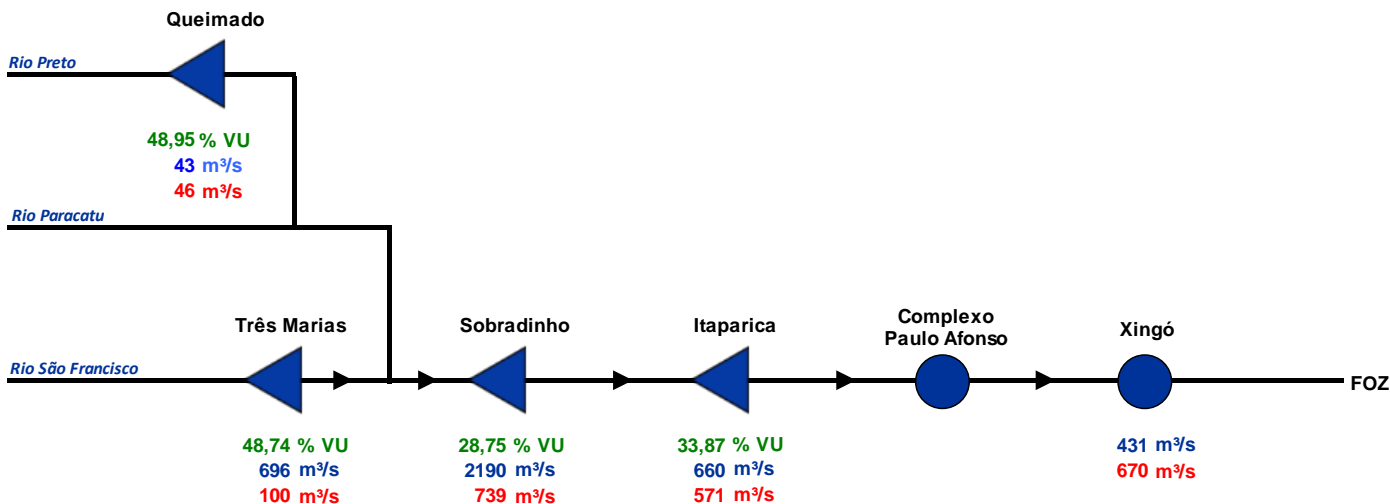 Queimado
Rio Preto
48,95 % VU
43 m³/s
46 m³/s
Rio Paracatu
Três Marias
Sobradinho
Itaparica
Complexo
Paulo Afonso
Xingó
Rio São Francisco
FOZ
48,74 % VU
696 m³/s
100 m³/s
28,75 % VU
2190 m³/s
739 m³/s
33,87 % VU
660 m³/s
571 m³/s
431 m³/s
670 m³/s